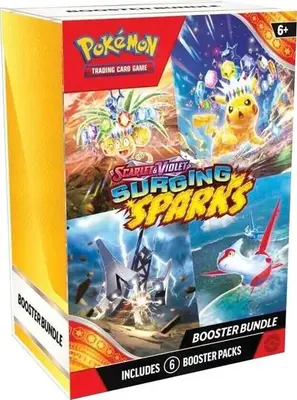 Pokémon
TRADING CARD GAME
6+
SCARLET & VIOLET
SURGING
SPARKS
BOOSTER BUNDLE
BOOSTER BUNDLE
INCLUDES 6 BOOSTER PACKS